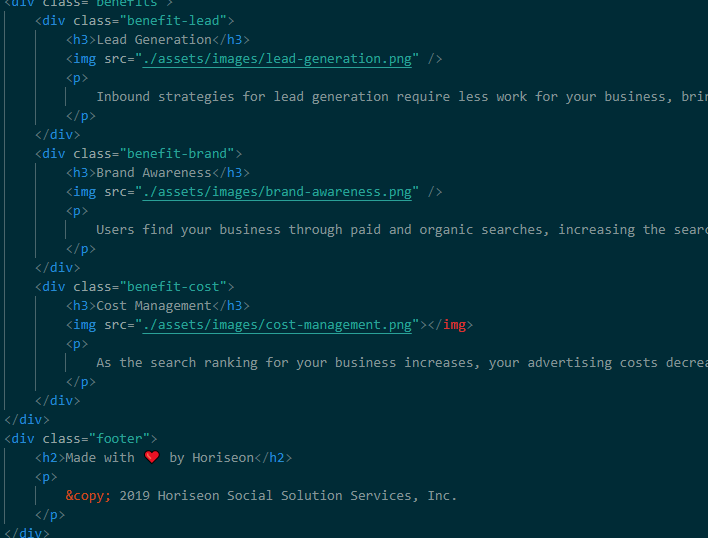 <div class="benefits">
<div class="benefit-lead">
<h3>Lead Generation</h3>
<img src="./assets/images/lead-generation.png" />
<p>
Inbound strategies for lead generation require less work for your business, brin
</p>
</div>
<div class="benefit-brand">
<h3>Brand Awareness</h3>
<img src="./assets/images/brand-awareness.png" />
<p>
Users find your business through paid and organic searches, increasing the sear
</p>
</div>
<div class="benefit-cost">
<h3>Cost Management</h3>
<img src="./assets/images/cost-management.png"></img>
<p>
As the search ranking for your business increases, your advertising costs decrea
</p>
</div>
</div>
<div class="footer">
<h2>Made with ❤️ by Horiseon</h2>
<p>
&copy; 2019 Horiseon Social Solution Services, Inc.
</p>
</div>